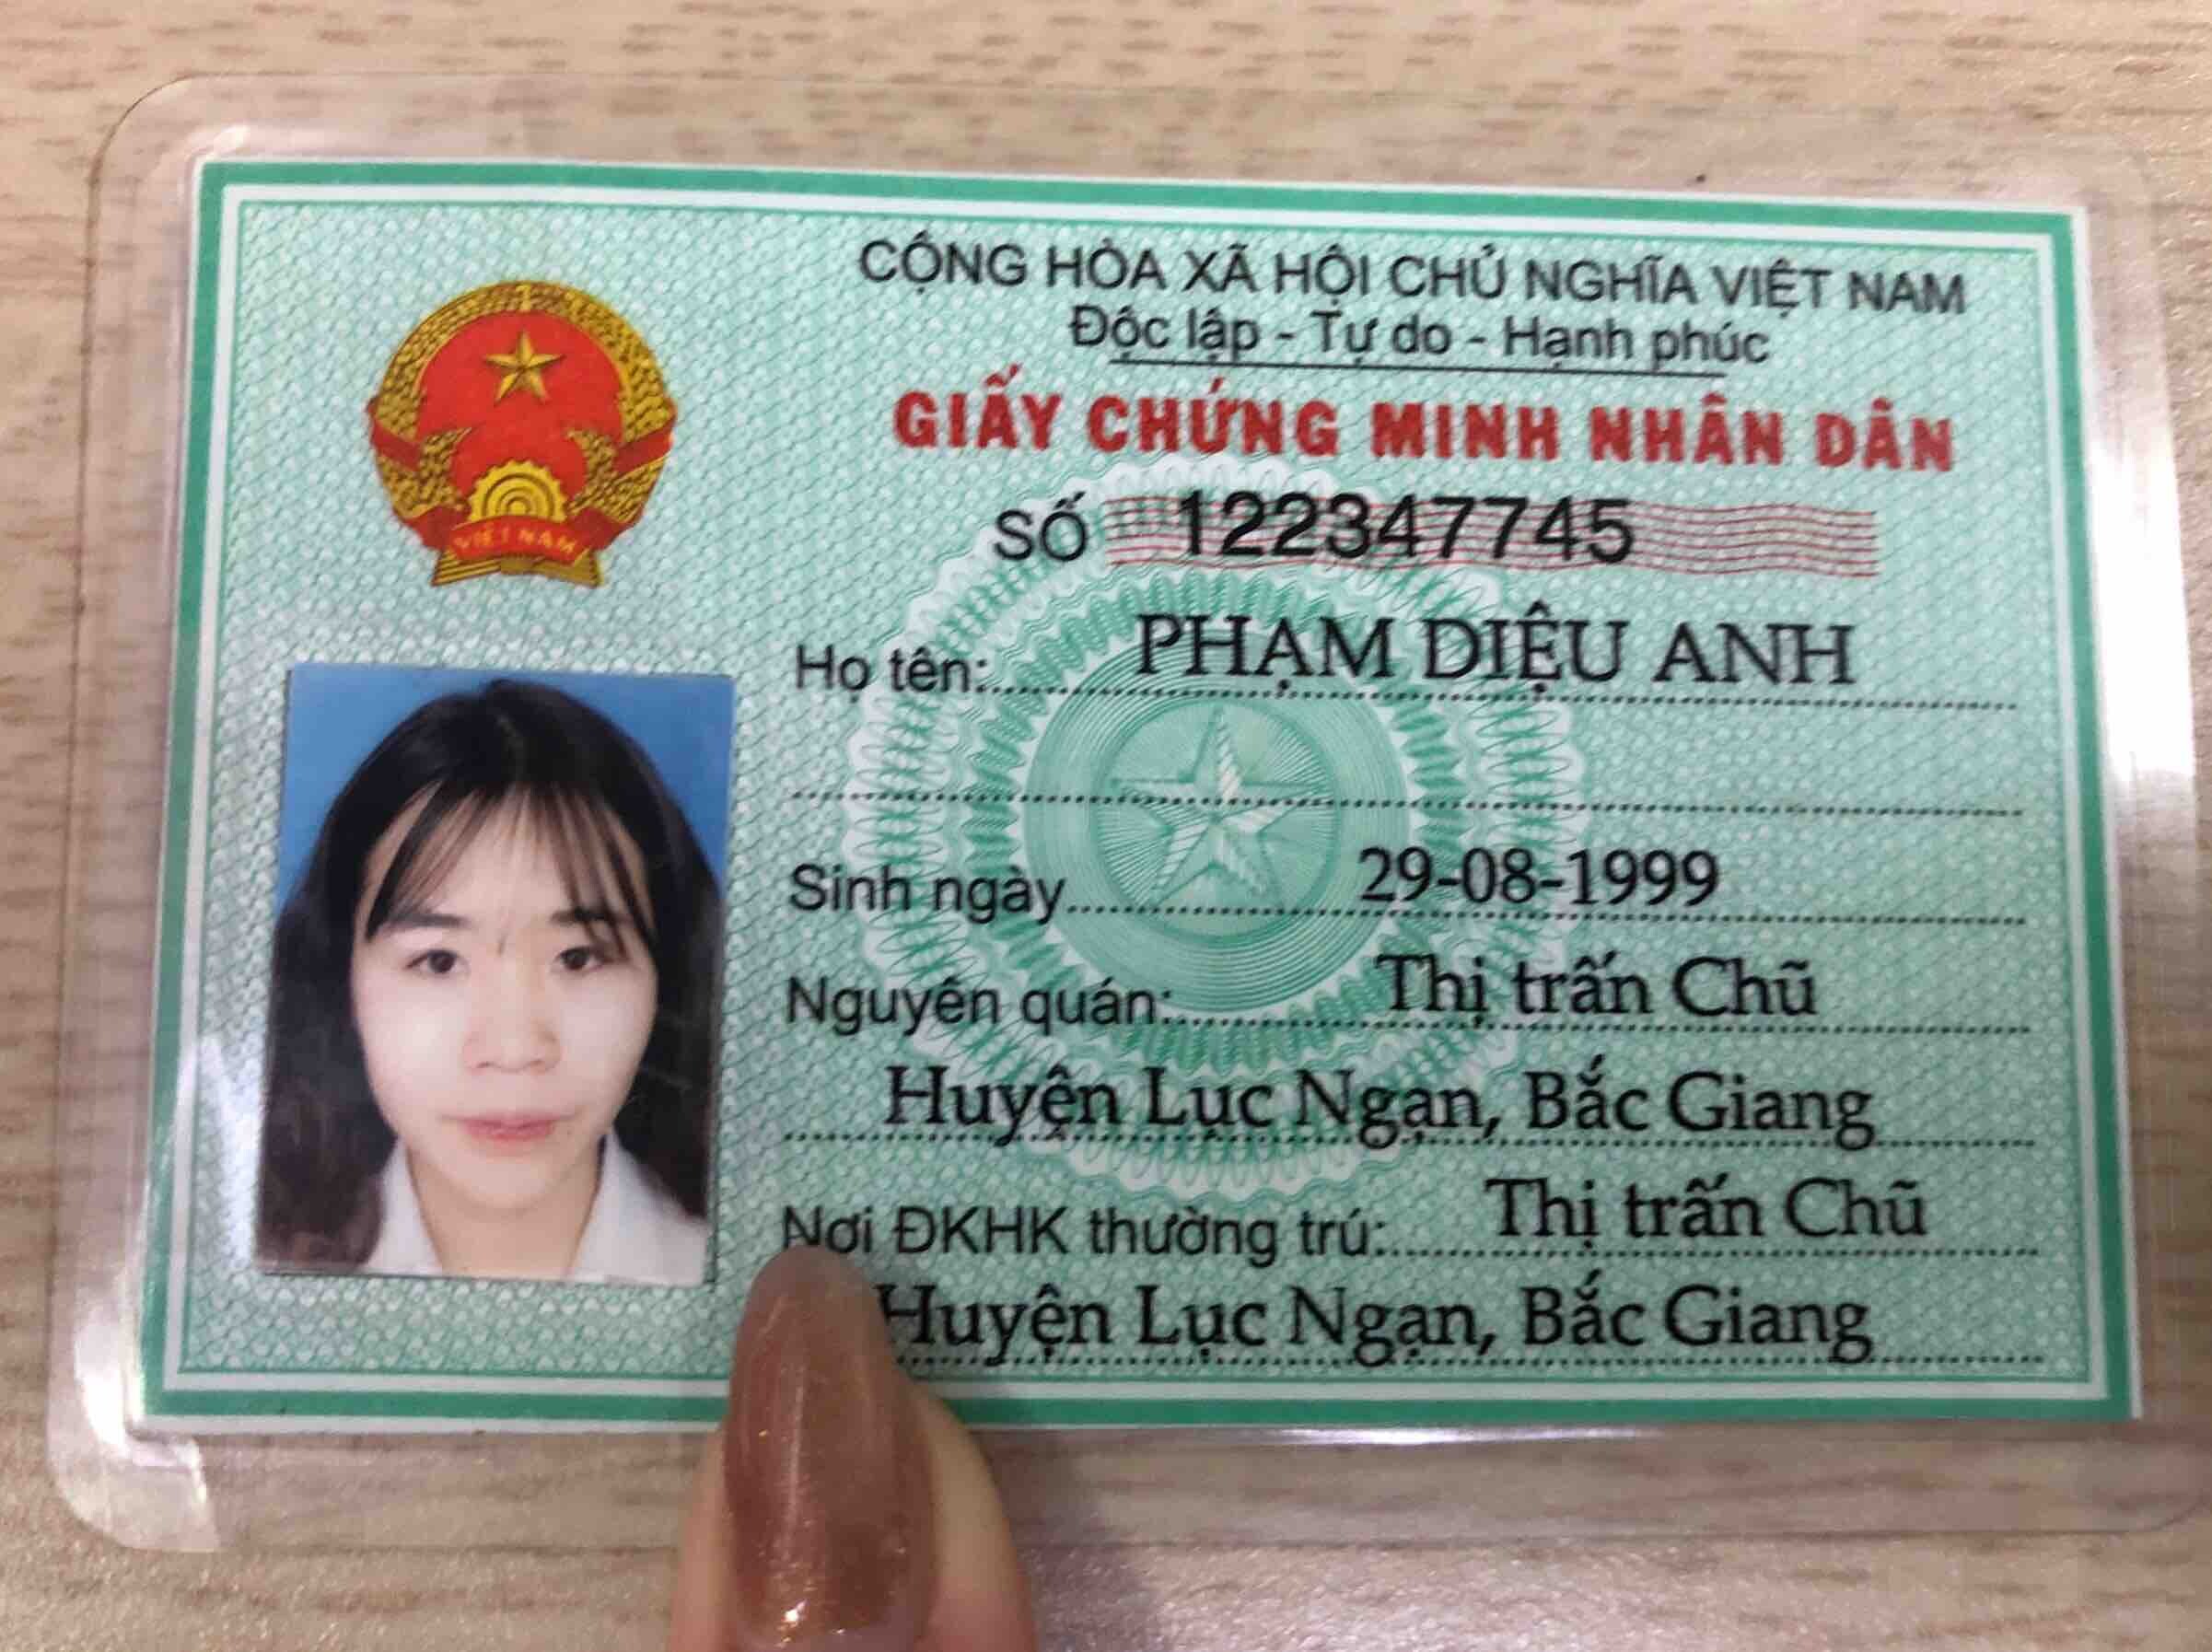 CỘNG HÒA XÃ HỘI CHỦ NGHĨA VIỆT NAM
Độc lập - Tự do - Hạnh phúc
GIẤY CHỨNG MINH NHÂN DÂN
VIỆT NAM
SỐ 122347745
Họ tên: PHẠM DIỆU ANH
Sinh ngày 29-08-1999
Nguyên quán: Thị trấn Chũ
Huyện Lục Ngạn, Bắc Giang
Nơi ĐKHK thường trú: Thị trấn Chũ
Huyện Lục Ngạn, Bắc Giang